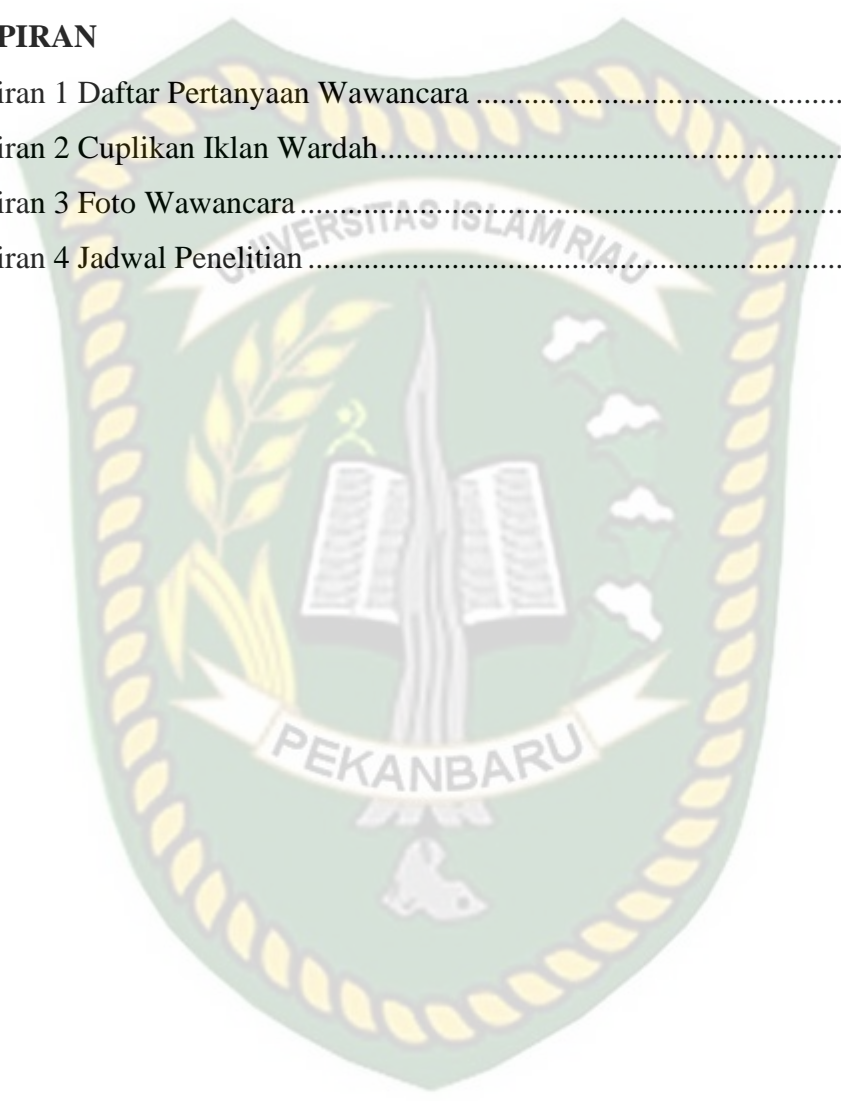 PIRAN
iran 1 Daftar Pertanyaan Wawancara ..........................................
iran 2 Cuplikan Iklan Wardah.....................................................
iran 3 Foto Wawancara ..............................................................
iran 4 Jadwal Penelitian .............................................................
UNIVERSITAS ISLAM RIAU
PEKANBARU